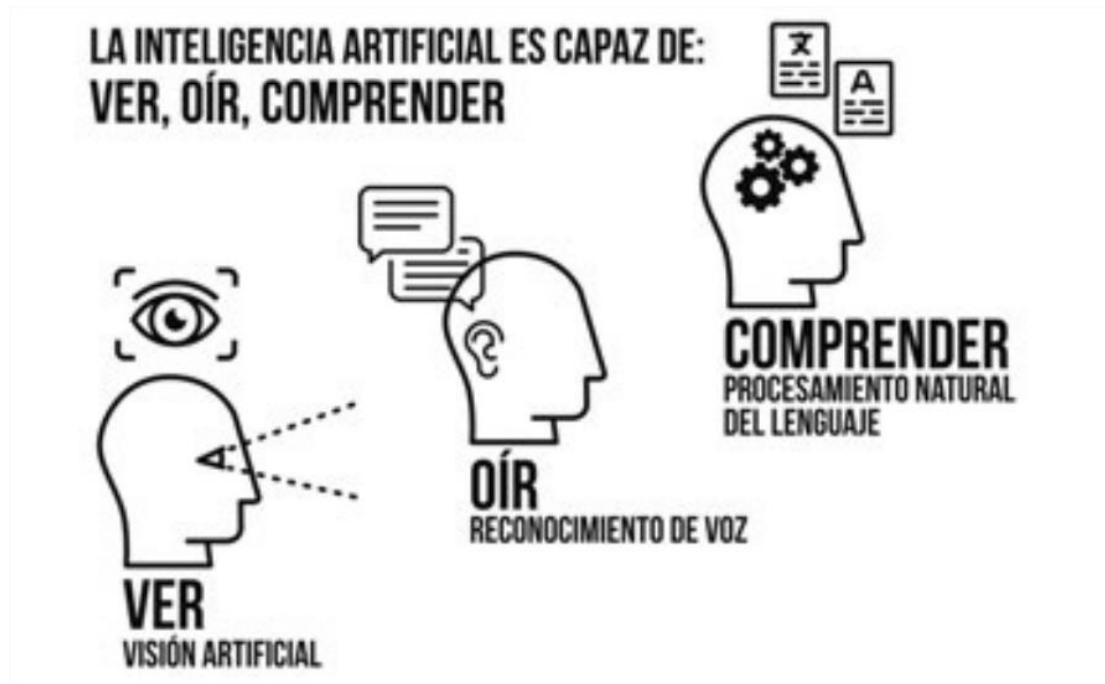 LA INTELIGENCIA ARTIFICIAL ES CAPAZ DE:
VER, OÍR, COMPRENDER
文
A
COMPRENDER
PROCESAMIENTO NATURAL
DEL LENGUAJE
OÍR
RECONOCIMIENTO DE VOZ
VER
VISIÓN ARTIFICIAL